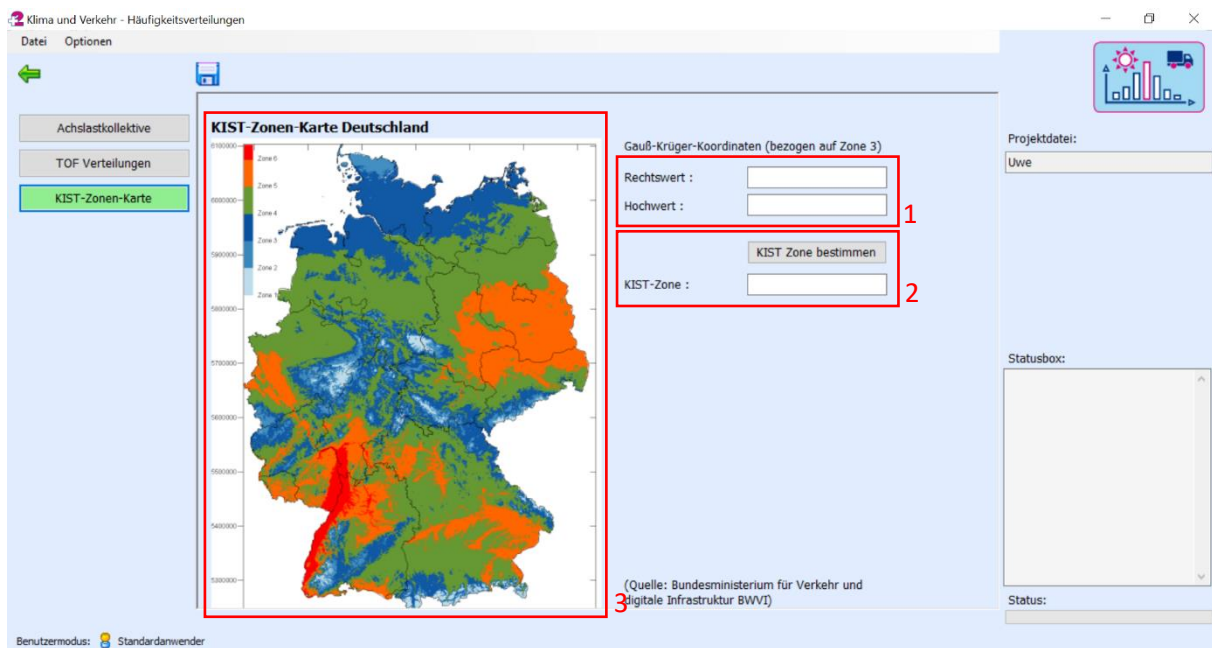 Klima und Verkehr - Häufigkeitsverteilungen
Datei Optionen
Achslastkollektive
TOF Verteilungen
KIST-Zonen-Karte
KIST-Zonen-Karte Deutschland
6100000
6000000
5900000
5800000
5700000
5600000
5500000
5400000
5300000
Zone 6
Zone 5
Zone 4
Zone 3
Zone 2
Zone 1
3
Gauß-Krüger-Koordinaten (bezogen auf Zone 3)
Rechtswert :
Hochwert :
1
KIST Zone bestimmen
KIST-Zone :
2
(Quelle: Bundesministerium für Verkehr und
digitale Infrastruktur BWVI)
Projektdatei:
Uwe
Statusbox:
Status:
Benutzermodus: Standardanwender